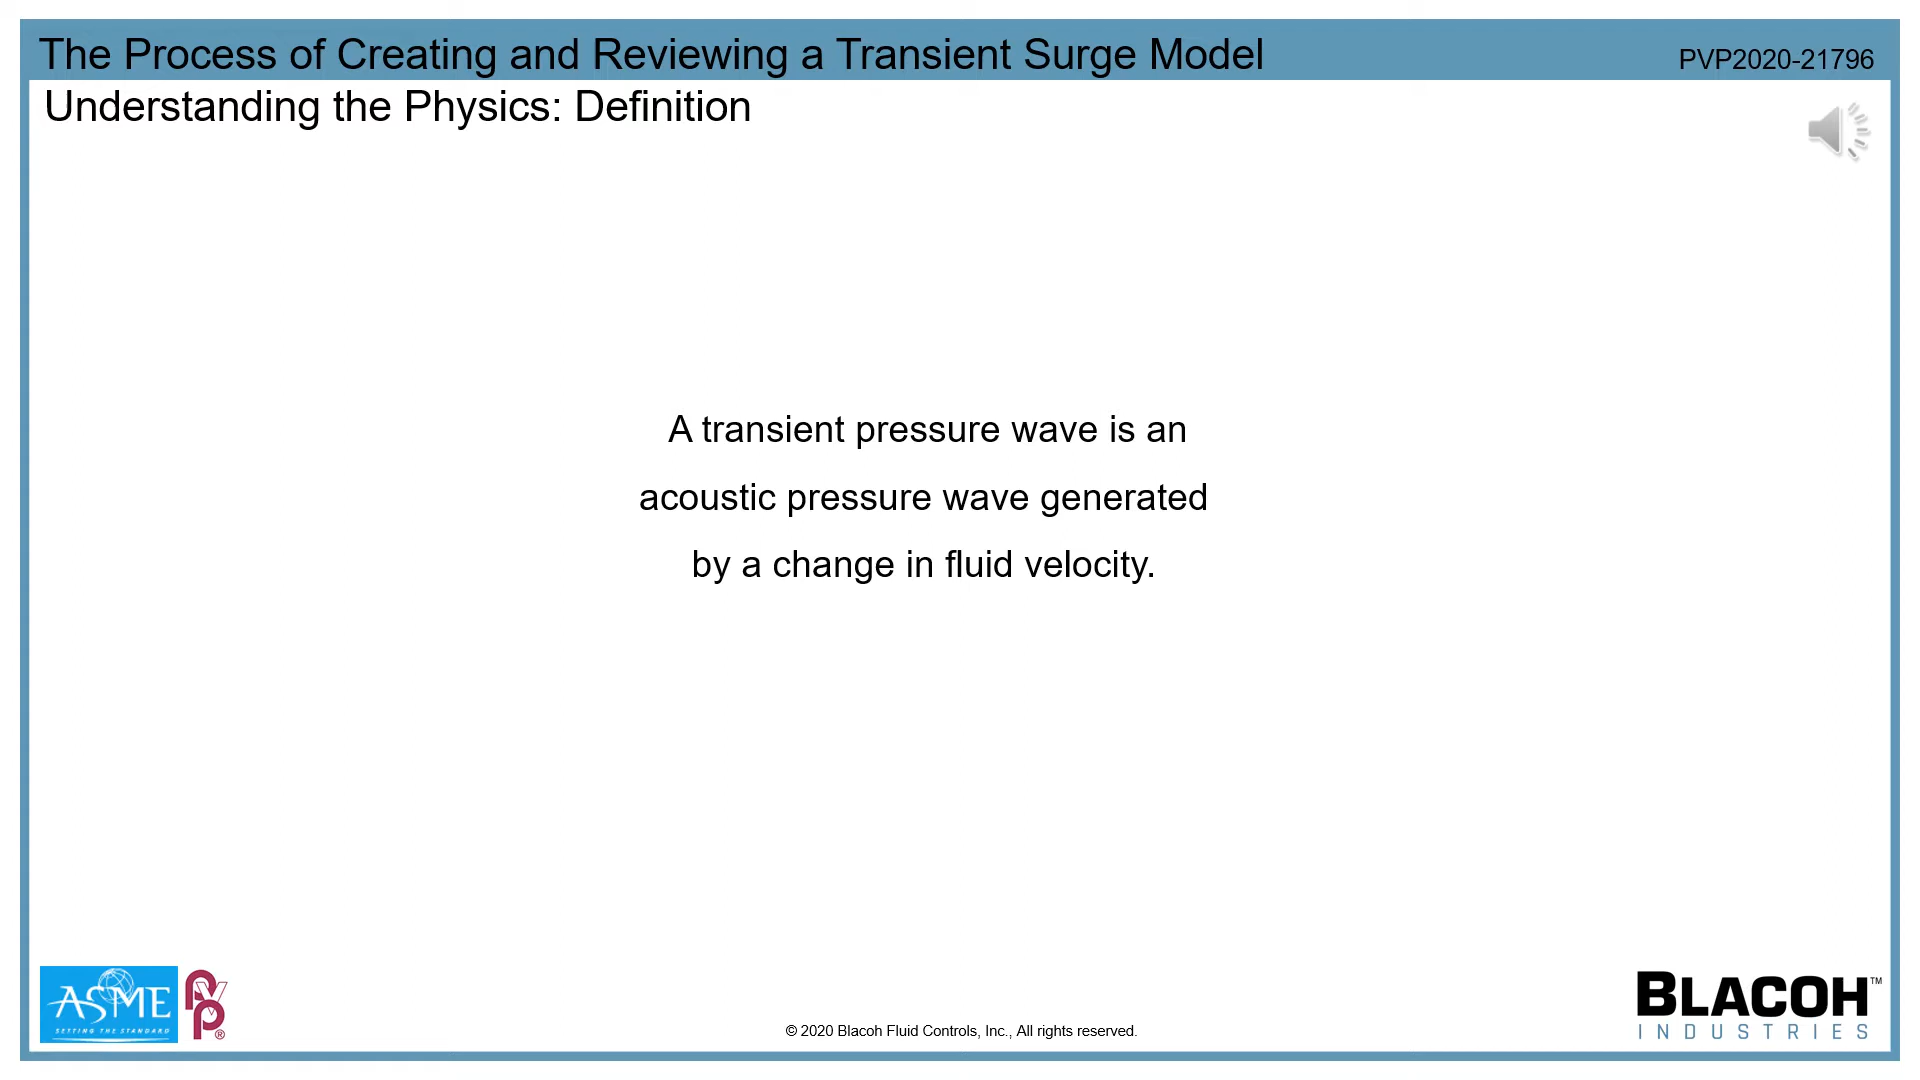 The Process of Creating and Reviewing a Transient Surge Model
PVP2020-21796
Understanding the Physics: Definition
A transient pressure wave is an
acoustic pressure wave generated
by a change in fluid velocity.
ASME
SETTING THE STANDARD
PVP®
© 2020 Blacoh Fluid Controls, Inc., All rights reserved.
BLACOH™
INDUSTRIES